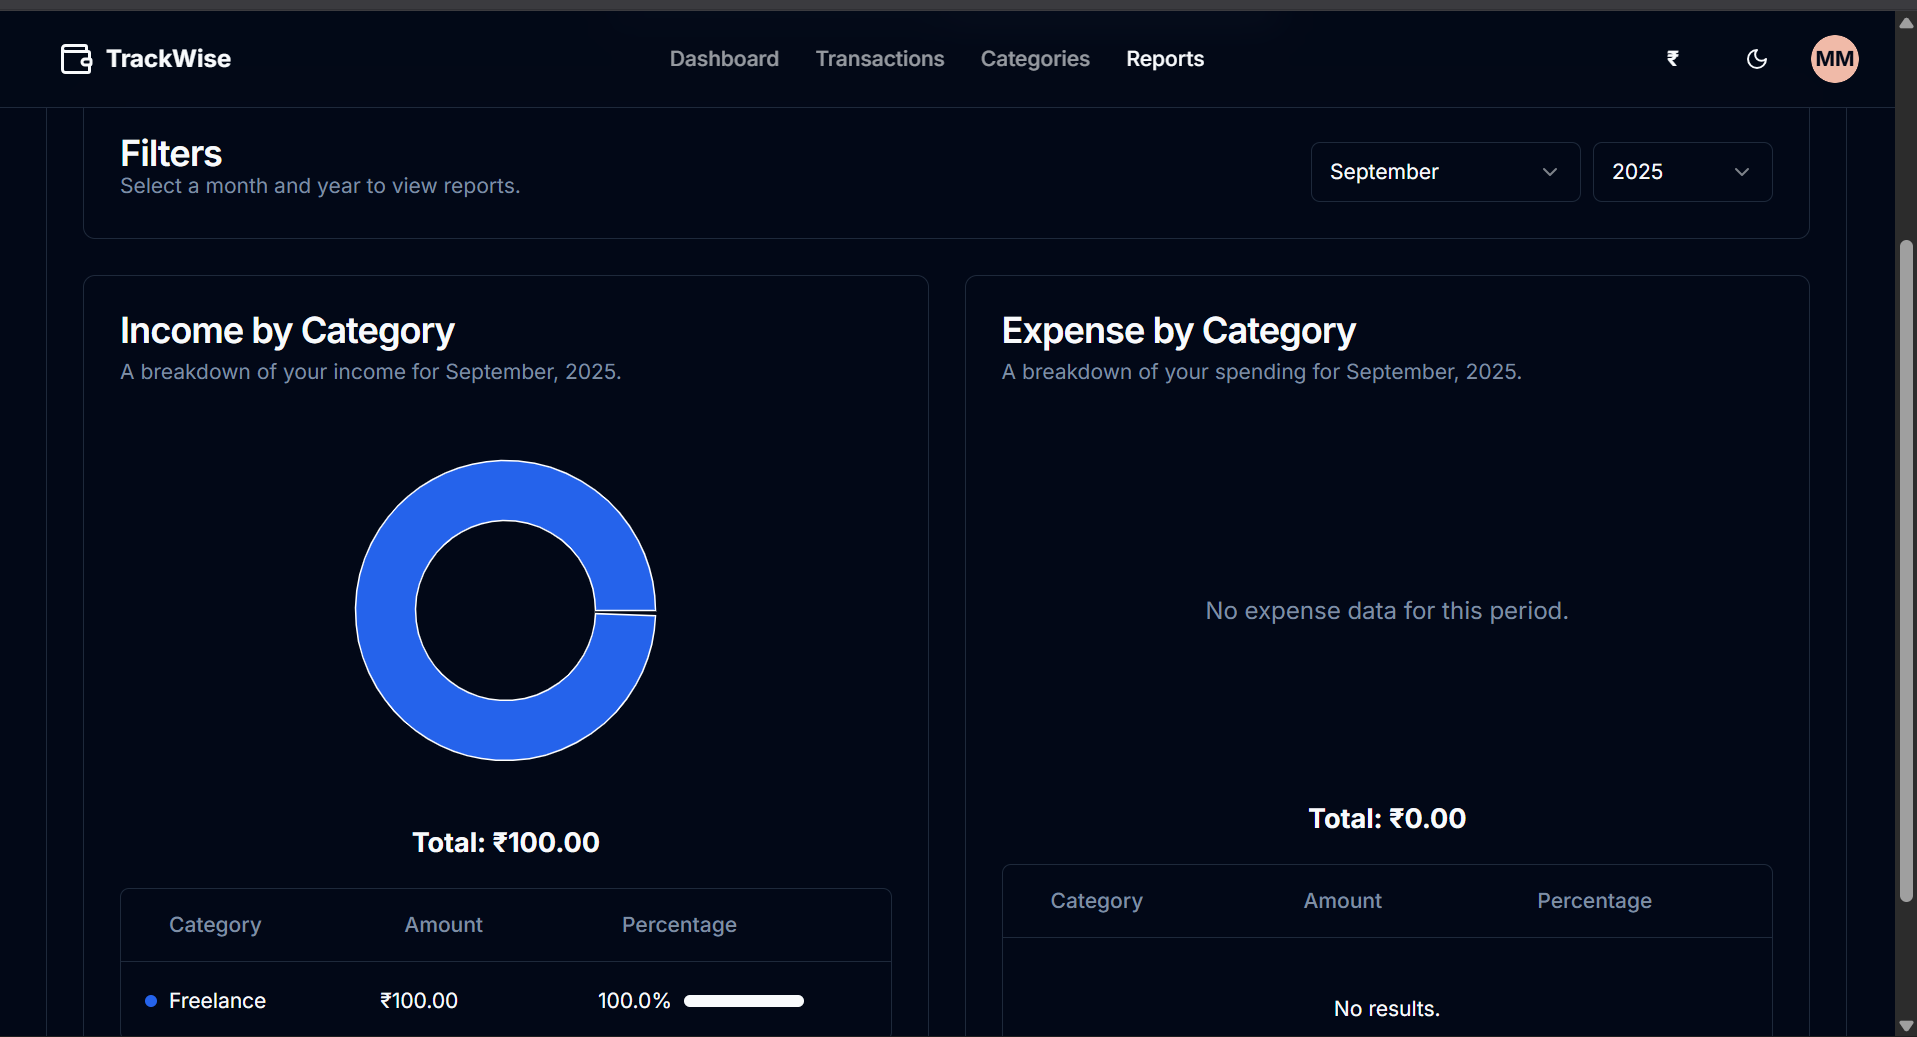 TrackWise
Dashboard Transactions Categories Reports
₹
MM
Filters
Select a month and year to view reports.
September
2025
Income by Category
A breakdown of your income for September, 2025.
Total: ₹100.00
Category Amount Percentage
Freelance ₹100.00 100.0%
Expense by Category
A breakdown of your spending for September, 2025.
No expense data for this period.
Total: ₹0.00
Category Amount Percentage
No results.